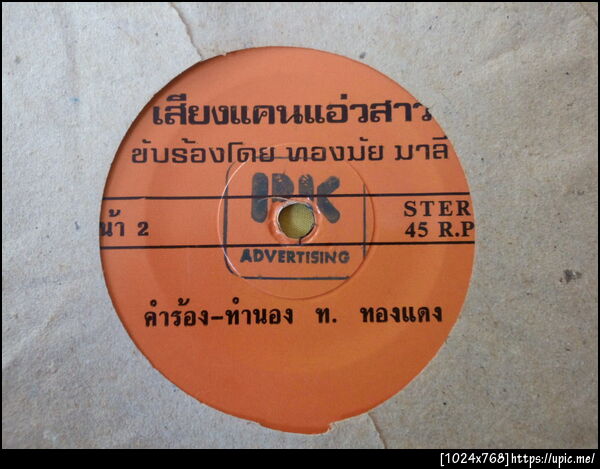 เสียงแคนแอ่วสาว
ขับร้องโดย ทองมัย มาลี
PK
น้า 2
STER
45 R.P
ADVERTISING
คำร้อง-ทำนอง ท. ทองแดง
[1024x768]https://upic.me/